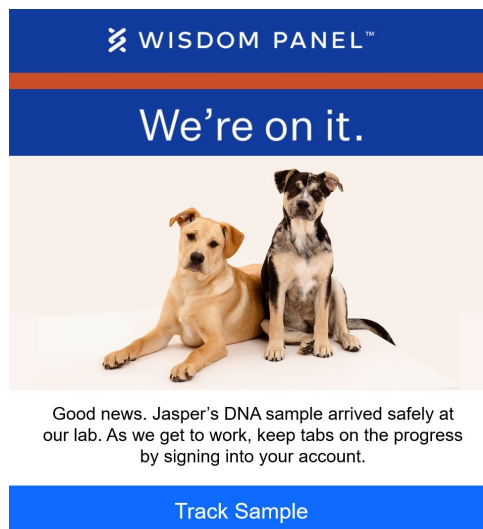 WISDOM PANEL™
We’re on it.
Good news. Jasper’s DNA sample arrived safely at
our lab. As we get to work, keep tabs on the progress
by signing into your account.
Track Sample